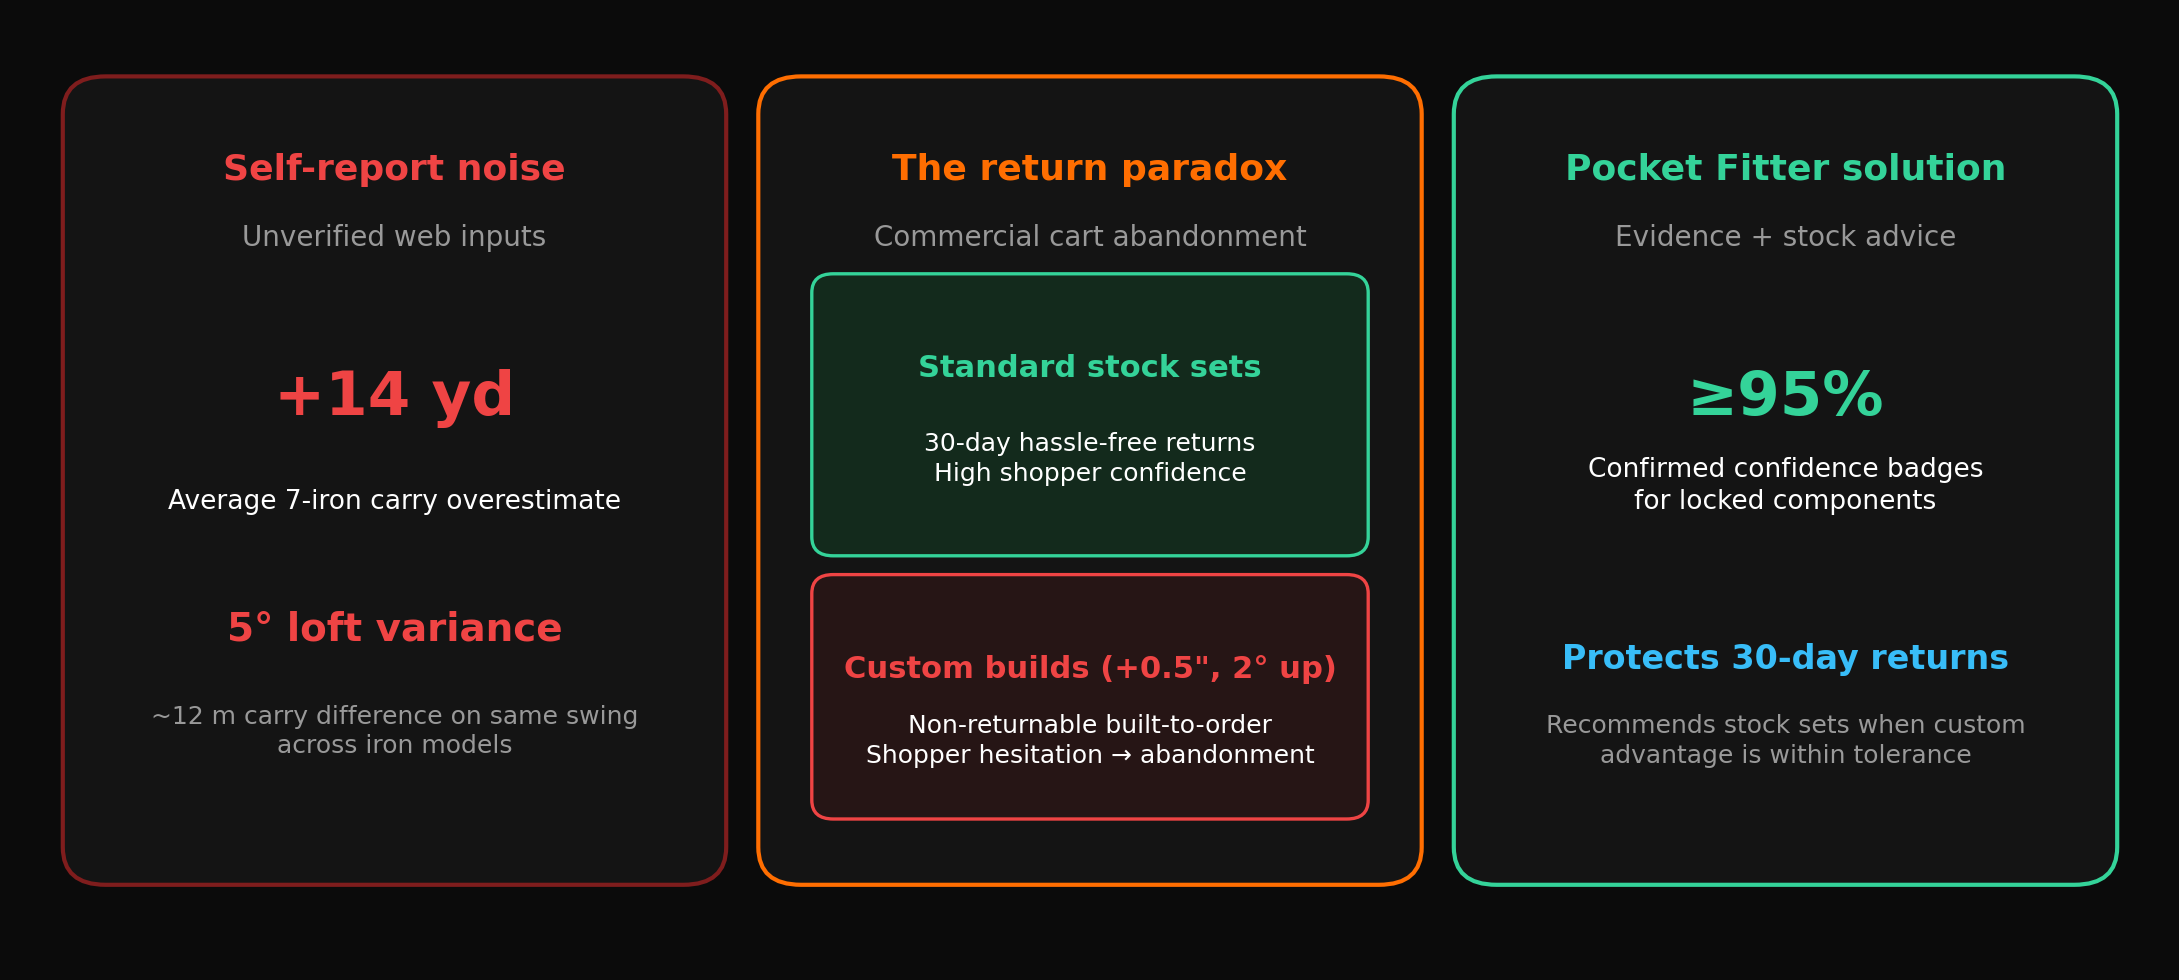 Self-report noise
Unverified web inputs
+14 yd
Average 7-iron carry overestimate
5° loft variance
~12 m carry difference on same swing
across iron models
The return paradox
Commercial cart abandonment
Standard stock sets
30-day hassle-free returns
High shopper confidence
Custom builds (+0.5", 2° up)
Non-returnable built-to-order
Shopper hesitation → abandonment
Pocket Fitter solution
Evidence + stock advice
≥95%
Confirmed confidence badges
for locked components
Protects 30-day returns
Recommends stock sets when custom
advantage is within tolerance